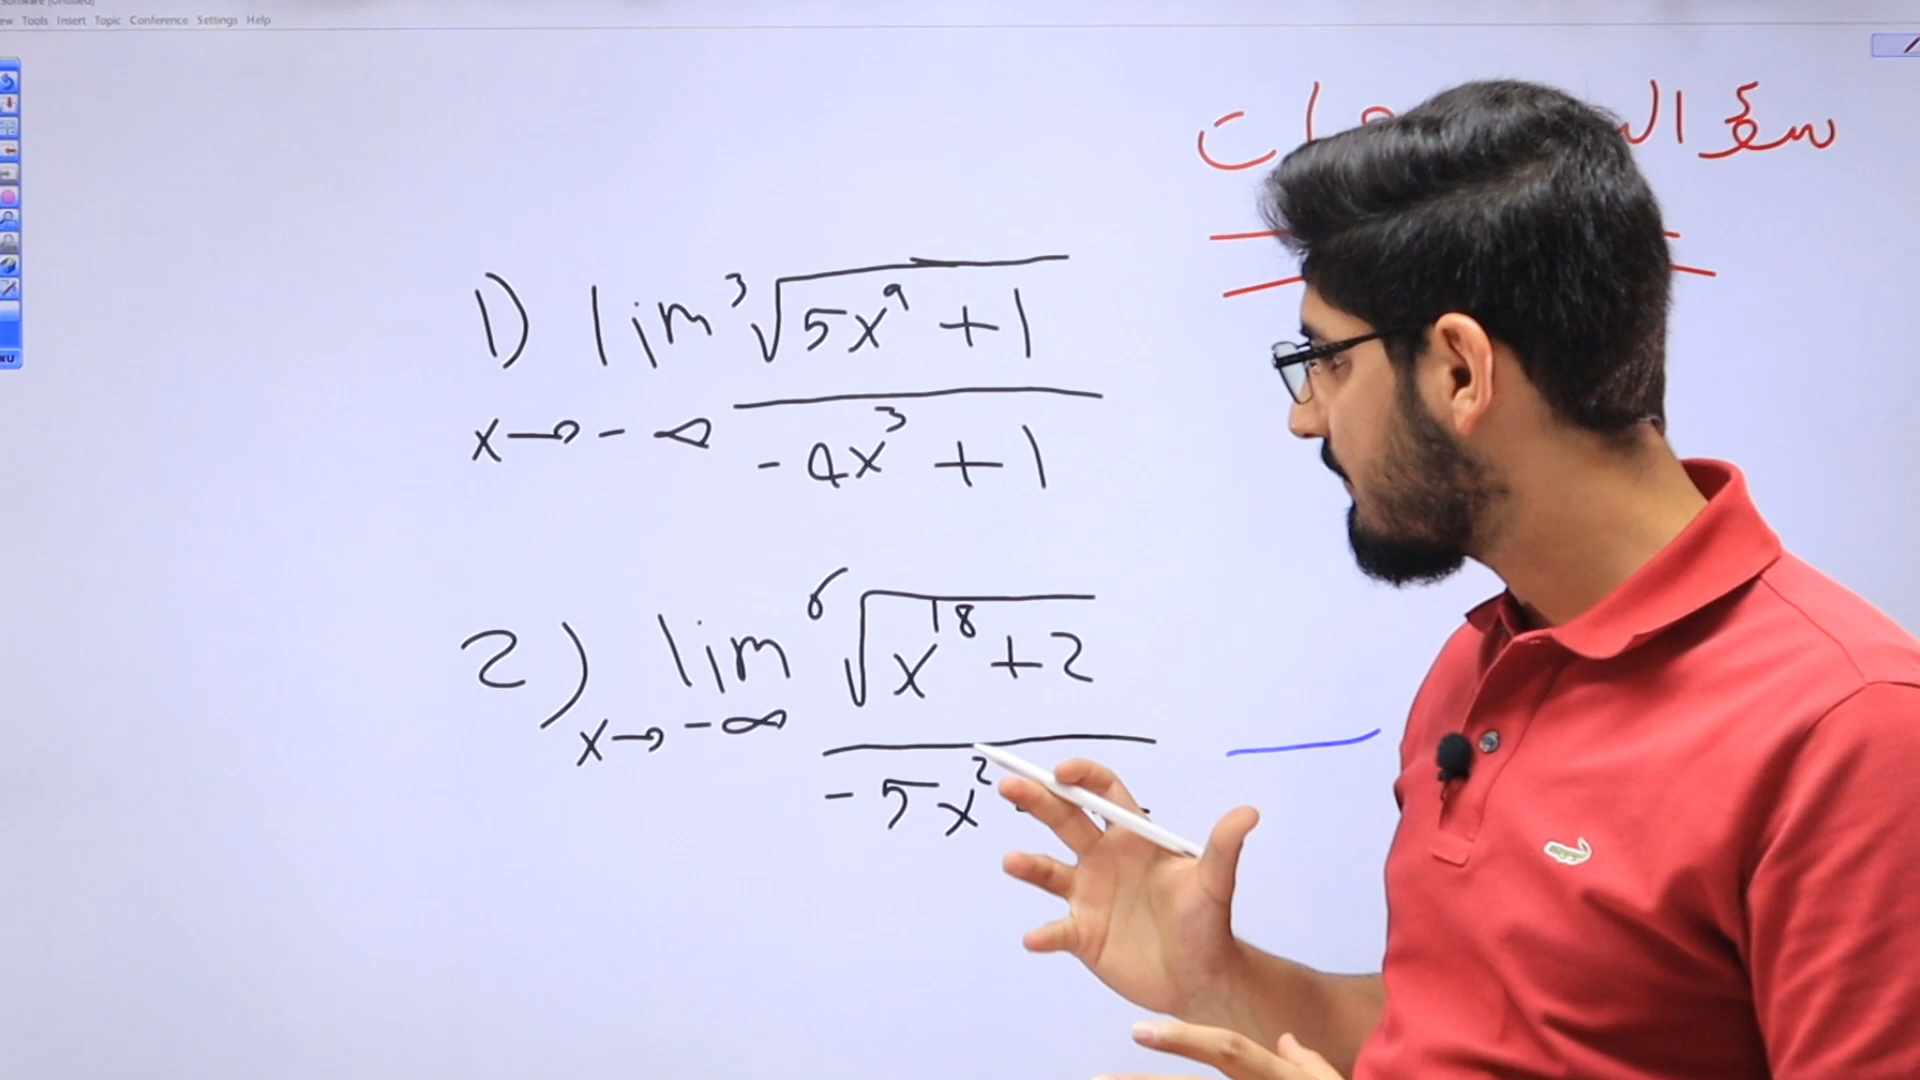 Tools Insert Topic Conference Settings Help
سؤال
1) lim ³√(5x⁹ + 1)
x → -∞ -4x³ + 1
2) lim ⁶√(x¹⁸ + 2)
x → -∞
-5x²